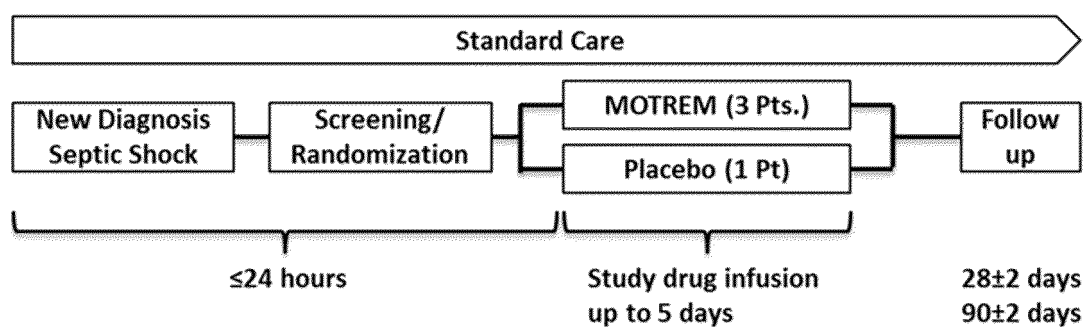 Standard Care
New Diagnosis
Septic Shock
Screening/
Randomization
MOTREM (3 Pts.)
Placebo (1 Pt)
Follow
up
≤24 hours
Study drug infusion
up to 5 days
28±2 days
90±2 days